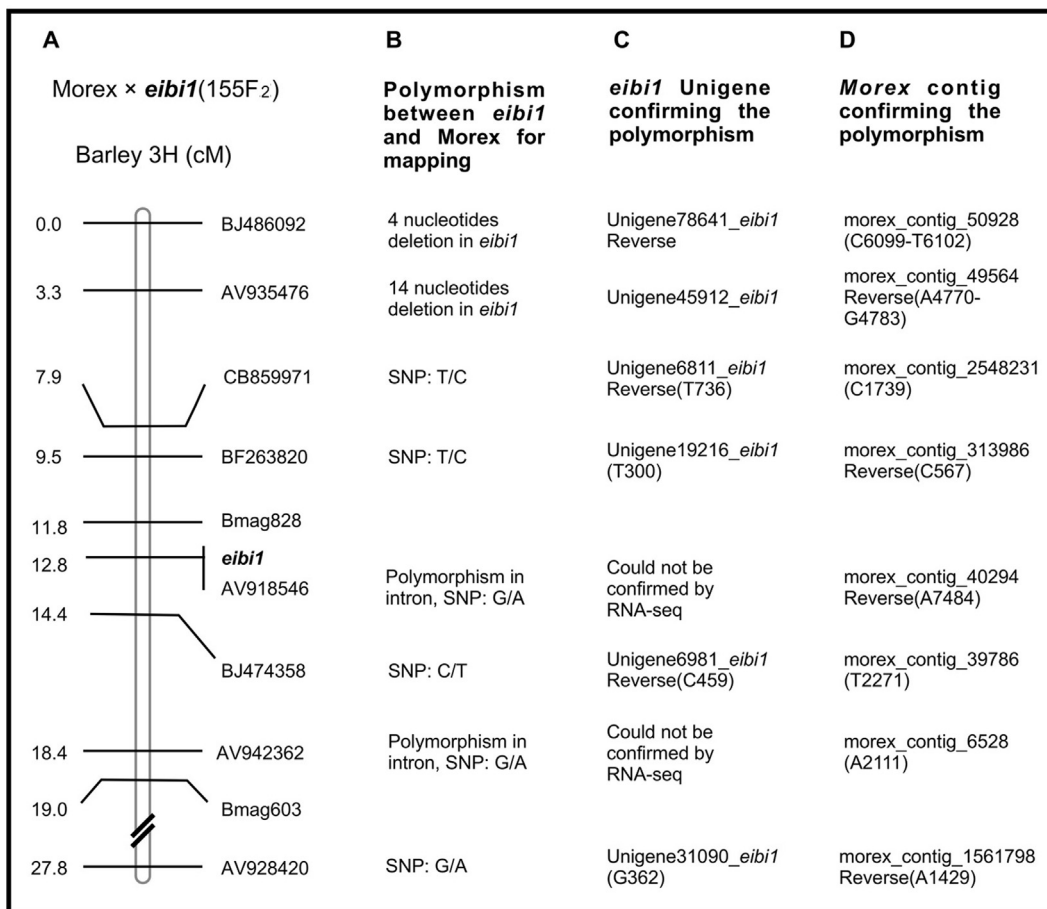 A
B
C
D
Morex × eibi1(155F2)
Barley 3H (cM)
Polymorphism
between eibi1
and Morex for
mapping
eibi1 Unigene
confirming the
polymorphism
Morex contig
confirming the
polymorphism
0.0
BJ486092
4 nucleotides
deletion in eibi1
Unigene78641_eibi1
Reverse
morex_contig_50928
(C6099-T6102)
3.3
AV935476
14 nucleotides
deletion in eibi1
Unigene45912_eibi1
morex_contig_49564
Reverse(A4770-
G4783)
7.9
CB859971
SNP: T/C
Unigene6811_eibi1
Reverse(T736)
morex_contig_2548231
(C1739)
9.5
BF263820
SNP: T/C
Unigene19216_eibi1
(T300)
morex_contig_313986
Reverse(C567)
11.8
Bmag828
12.8
eibi1
AV918546
Polymorphism in
intron, SNP: G/A
Could not be
confirmed by
RNA-seq
morex_contig_40294
Reverse(A7484)
14.4
BJ474358
SNP: C/T
Unigene6981_eibi1
Reverse(C459)
morex_contig_39786
(T2271)
18.4
AV942362
Polymorphism in
intron, SNP: G/A
Could not be
confirmed by
RNA-seq
morex_contig_6528
(A2111)
19.0
Bmag603
27.8
AV928420
SNP: G/A
Unigene31090_eibi1
(G362)
morex_contig_1561798
Reverse(A1429)